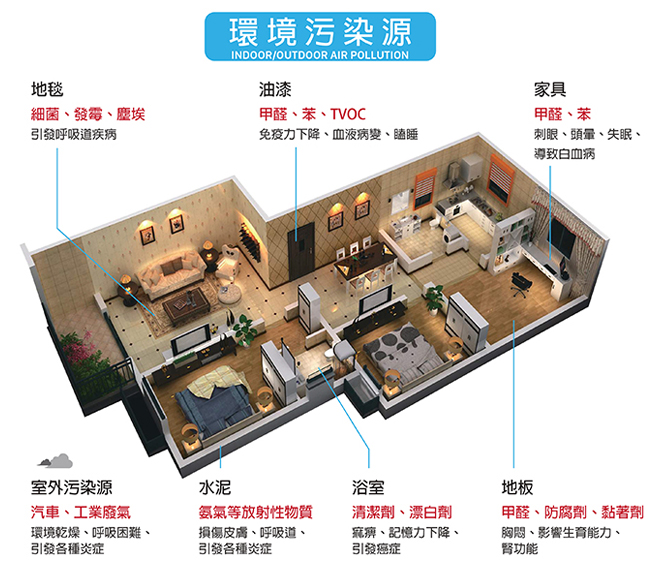 環境污染源
INDOOR/OUTDOOR AIR POLLUTION
地毯
細菌、發霉、塵埃
引發呼吸道疾病
油漆
甲醛、苯、TVOC
免疫力下降、血液病變、瞌睡
家具
甲醛、苯
刺眼、頭暈、失眠、
導致白血病
室外污染源
汽車、工業廢氣
環境乾燥、呼吸困難、
引發各種炎症
水泥
氨氣等放射性物質
損傷皮膚、呼吸道、
引發各種炎症
浴室
清潔劑、漂白劑
痲痹、記憶力下降、
引發癌症
地板
甲醛、防腐劑、黏著劑
胸悶、影響生育能力、
腎功能